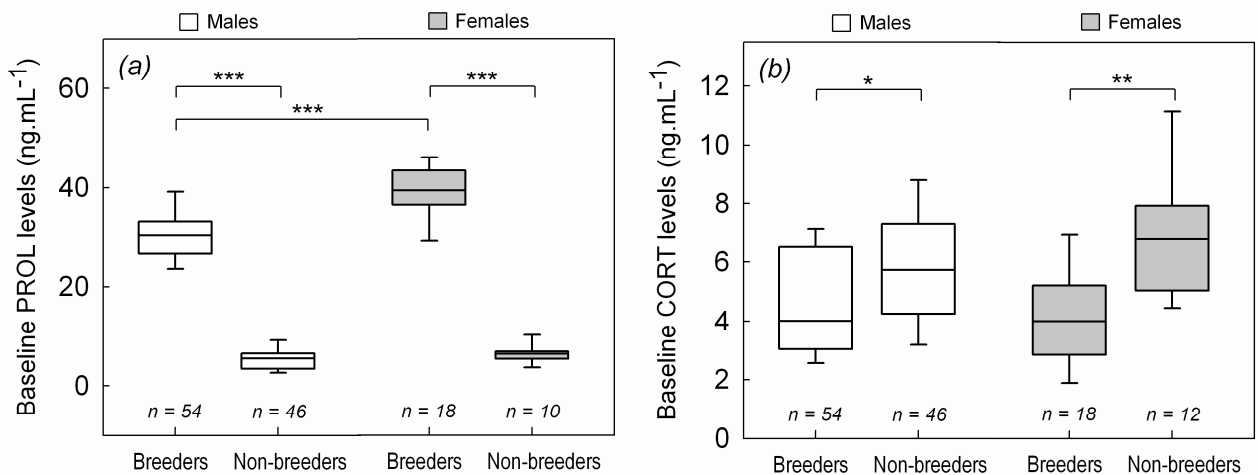 Males Females
(a)
*** ***
***
Baseline PROL levels (ng.mL-1)
60
40
20
0
n = 54 n = 46 n = 18 n = 10
Breeders Non-breeders Breeders Non-breeders
Males Females
(b)
* **
Baseline CORT levels (ng.mL-1)
12
10
8
6
4
2
0
n = 54 n = 46 n = 18 n = 12
Breeders Non-breeders Breeders Non-breeders